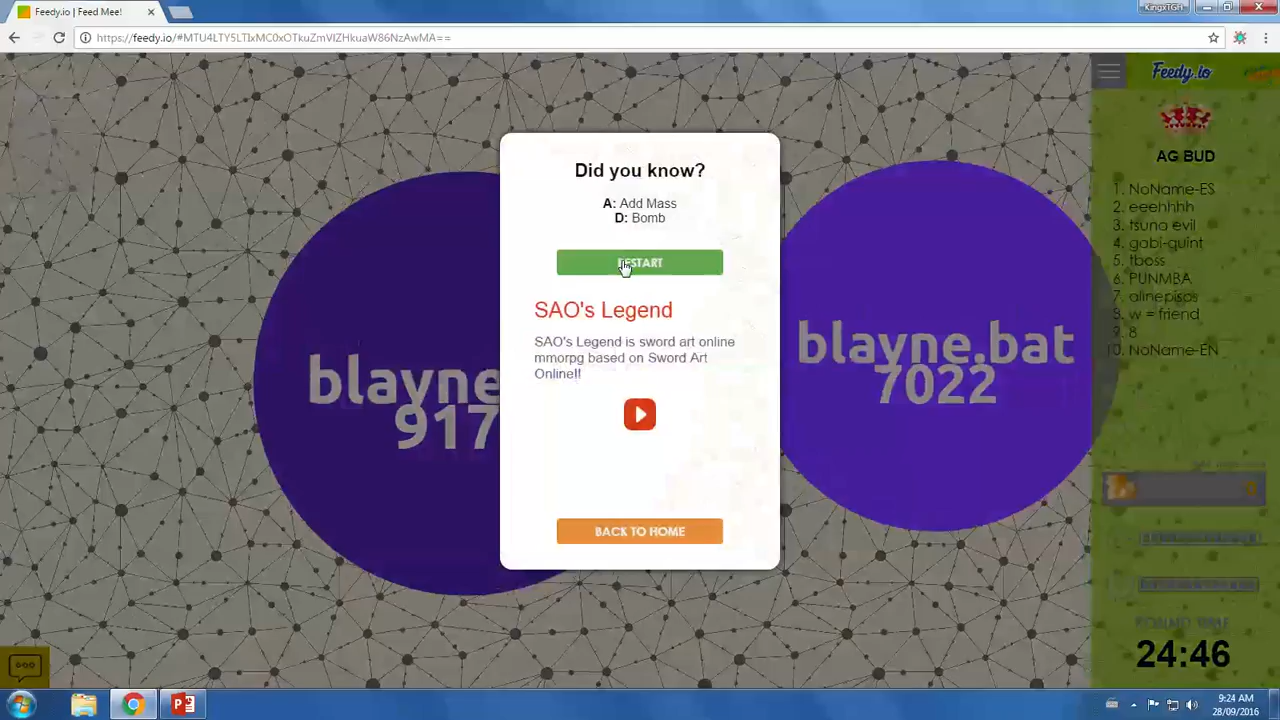 Feedy.io | Feed Mee!
KingxTGH
https://feedy.io/#MTU4LTY5LTIxMC0xOTkuZmVlZHkuaW86NzAwMA==
Feedy.io
AG BUD
1. NoName-ES
2. eeehhhh
3. tsuna evil
4. gabi-quint
5. tboss
6. PUNMBA
7. alinepisps
8. w = friend
9. 8
10. NoName-EN
Did you know?
A: Add Mass
D: Bomb
RESTART
SAO's Legend
SAO's Legend is sword art online
mmorpg based on Sword Art
Online!!
BACK TO HOME
blayne
917
blayne.bat
7022
24:46
9:24 AM
28/09/2016